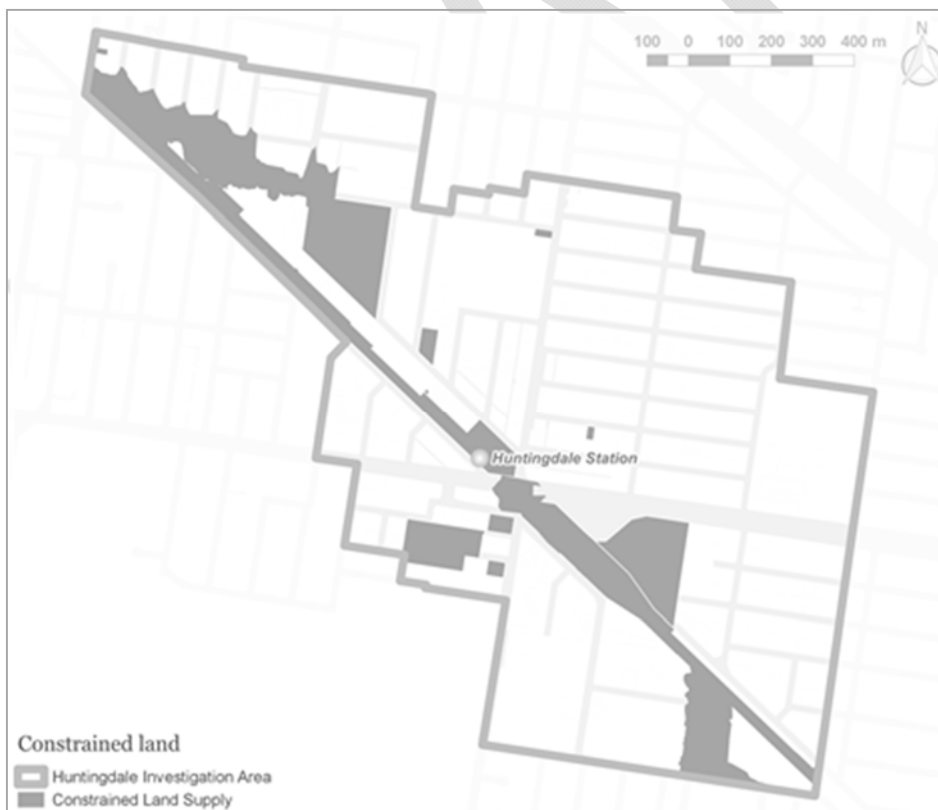 N
100 0 100 200 300 400 m
Huntingdale Station
Constrained land
Huntingdale Investigation Area
Constrained Land Supply